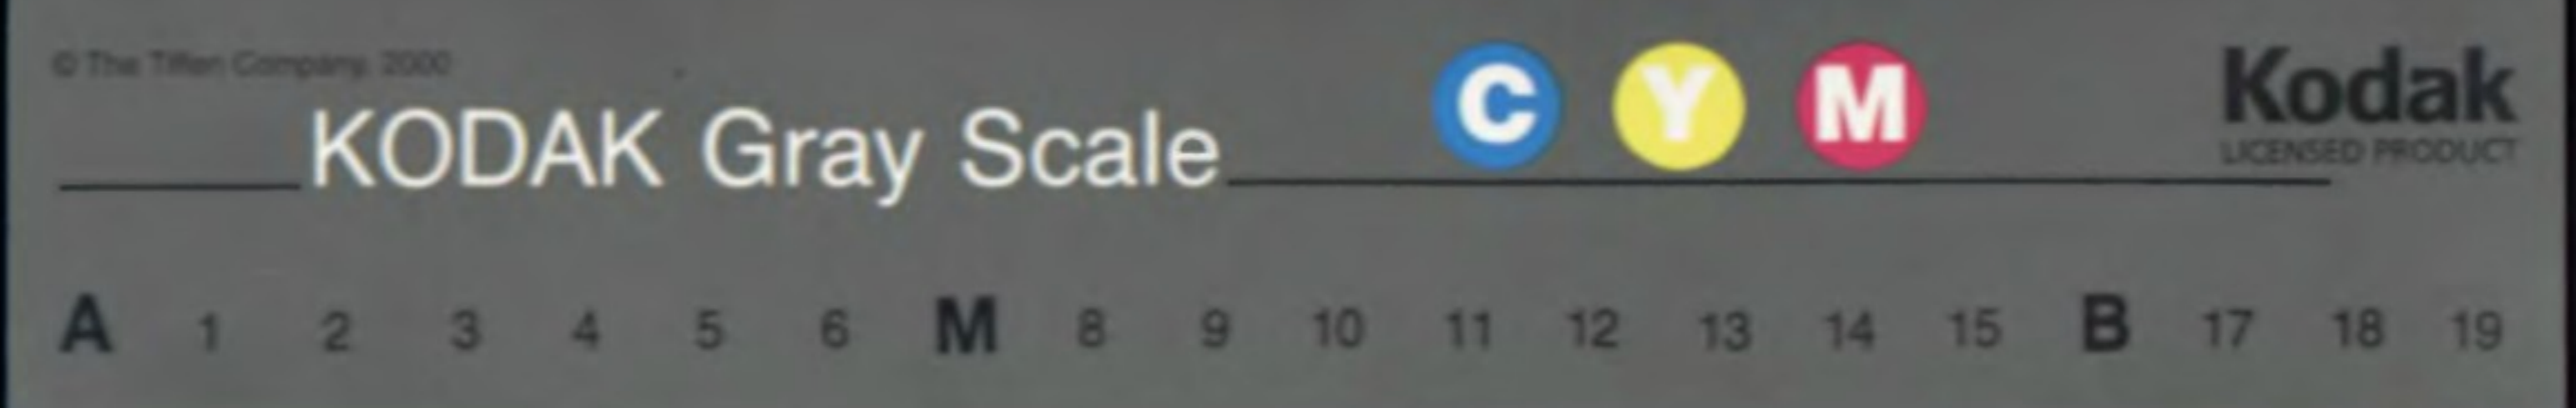 © The Tiffen Company, 2000
KODAK Gray Scale
C Y M
Kodak
LICENSED PRODUCT
A 1 2 3 4 5 6 M 8 9 10 11 12 13 14 15 B 17 18 19